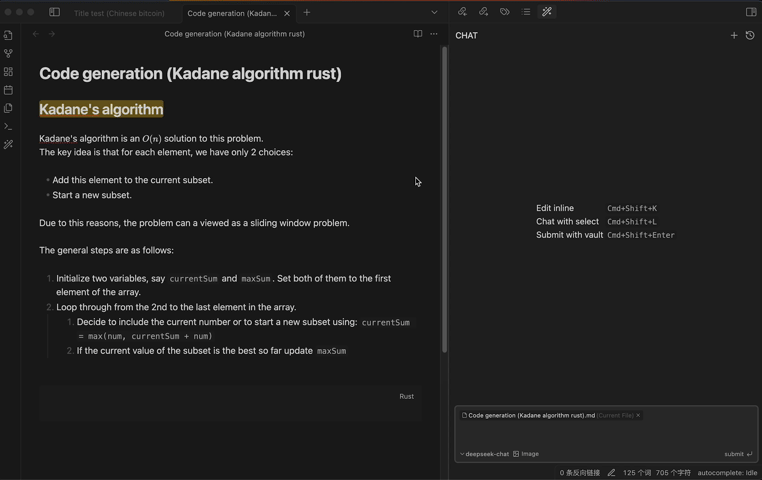 Title test (Chinese bitcoin)
Code generation (Kadan...
Code generation (Kadane algorithm rust)
CHAT
Code generation (Kadane algorithm rust)
Kadane's algorithm
Kadane's algorithm is an O(n) solution to this problem.
The key idea is that for each element, we have only 2 choices:
Add this element to the current subset.
Start a new subset.
Due to this reasons, the problem can a viewed as a sliding window problem.
The general steps are as follows:
1. Initialize two variables, say currentSum and maxSum. Set both of them to the first
element of the array.
2. Loop through from the 2nd to the last element in the array.
1. Decide to include the current number or to start a new subset using: currentSum
= max(num, currentSum + num)
2. If the current value of the subset is the best so far update maxSum
Rust
Edit inline Cmd+Shift+K
Chat with select Cmd+Shift+L
Submit with vault Cmd+Shift+Enter
Code generation (Kadane algorithm rust).md (Current File)
deepseek-chat Image submit
0 条反向链接 125 个词 705 个字符 autocomplete: Idle